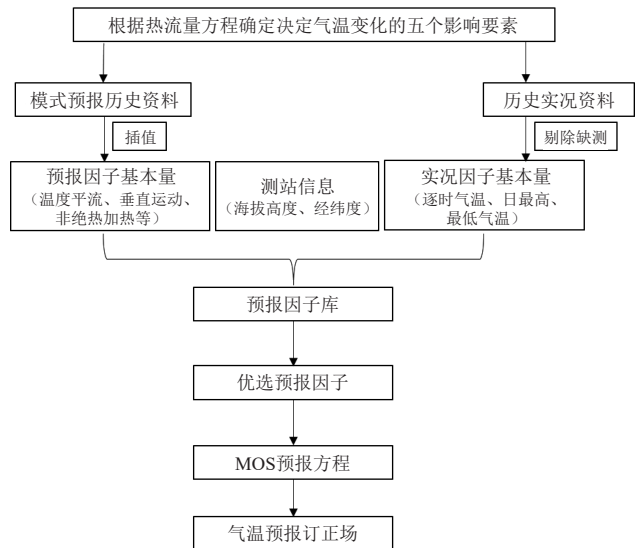 根据热流量方程确定决定气温变化的五个影响要素
模式预报历史资料
历史实况资料
插值
剔除缺测
预报因子基本量
（温度平流、垂直运动、
非绝热加热等）
测站信息
（海拔高度、经纬度）
实况因子基本量
（逐时气温、日最高、
最低气温）
预报因子库
优选预报因子
MOS预报方程
气温预报订正场